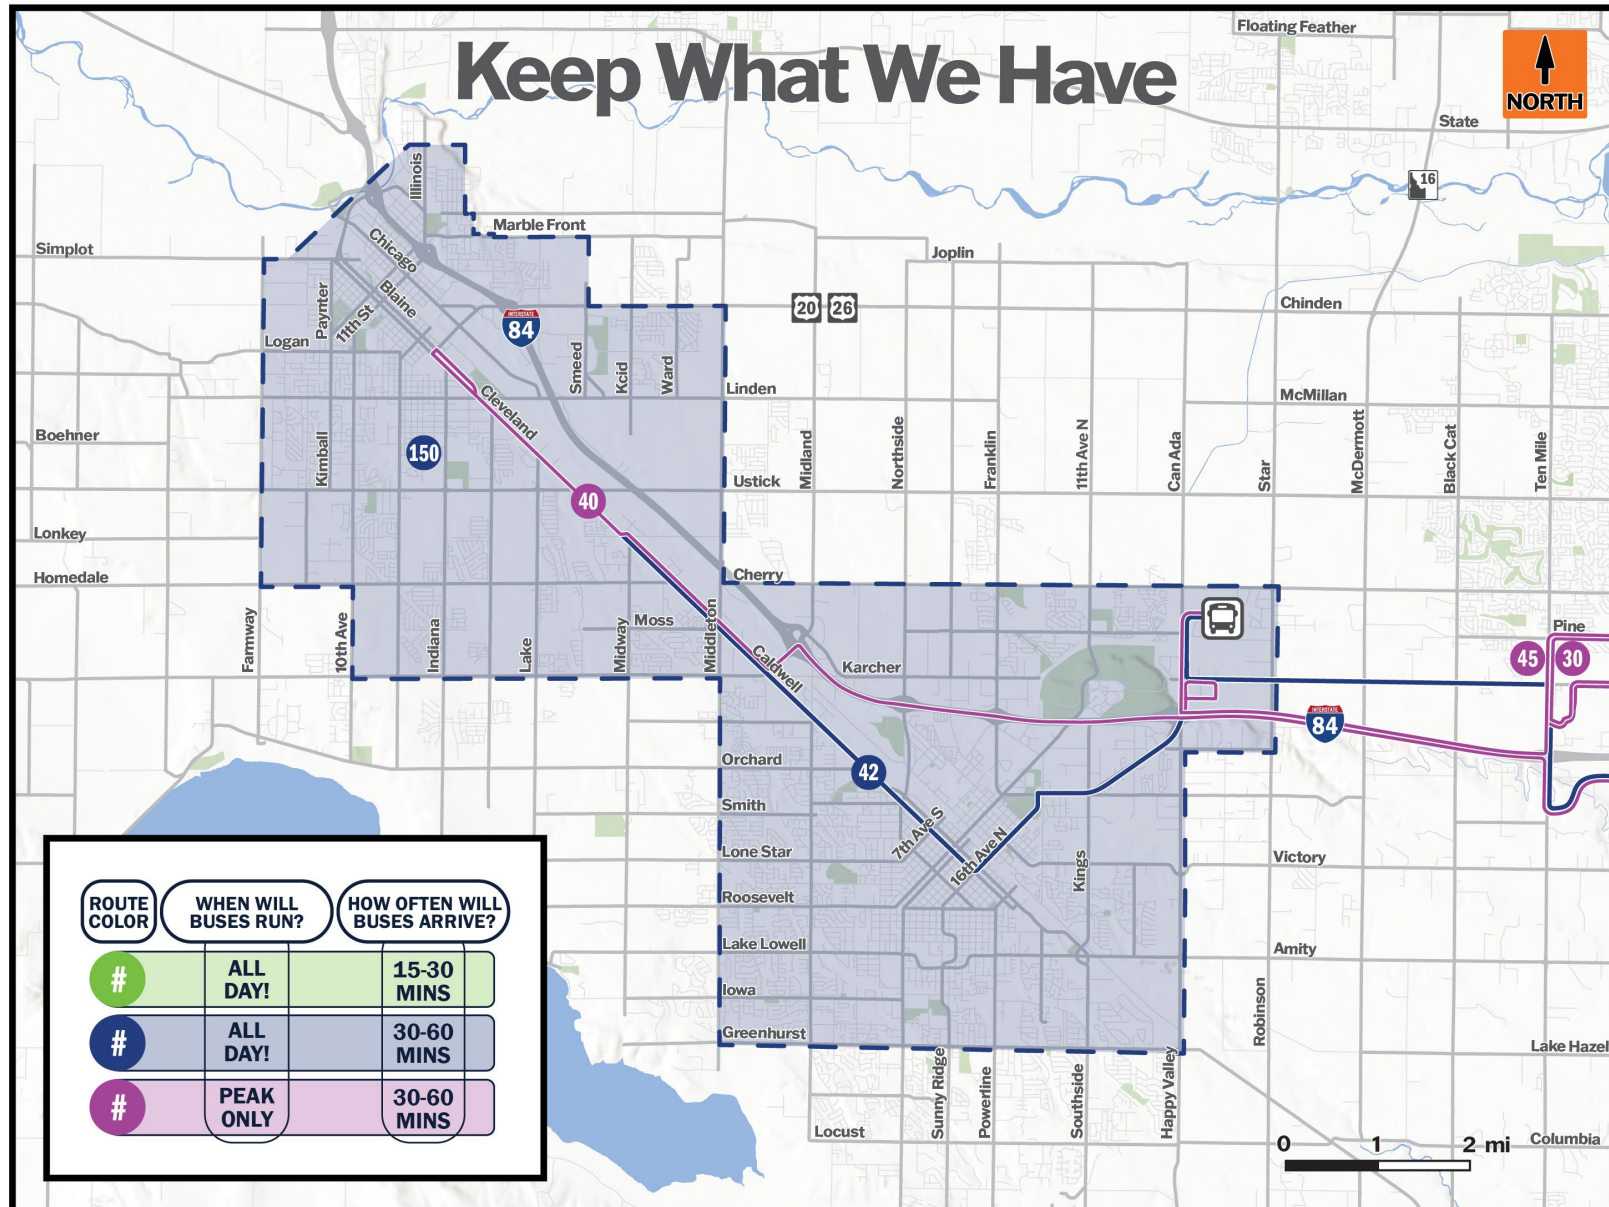 Keep What We Have
NORTH
Floating Feather
State
16
Illinois
Marble Front
Simplot
Chicago
Joplin
Paynter
Blaine
11th St
20
26
Chinden
INTERSTATE
84
Logan
Smeed
Kcid
Ward
Linden
McMillan
Cleveland
Boehner
Kimball
150
Midland
Northside
Franklin
11th Ave N
Can Ada
Star
McDermott
Black Cat
Ten Mile
Ustick
40
Lonkey
Homedale
Cherry
Farmway
10th Ave
Indiana
Lake
Midway
Moss
Middleton
Caldwell
Karcher
Pine
45
30
INTERSTATE
84
Orchard
42
Smith
7th Ave S
16th Ave N
Lone Star
Kings
Victory
Roosevelt
Lake Lowell
Amity
Iowa
Robinson
Greenhurst
Lake Hazel
Sunny Ridge
Powerline
Southside
Happy Valley
Locust
Columbia
0 1 2 mi
ROUTE
COLOR
WHEN WILL
BUSES RUN?
HOW OFTEN WILL
BUSES ARRIVE?
#
ALL
DAY!
15-30
MINS
#
ALL
DAY!
30-60
MINS
#
PEAK
ONLY
30-60
MINS